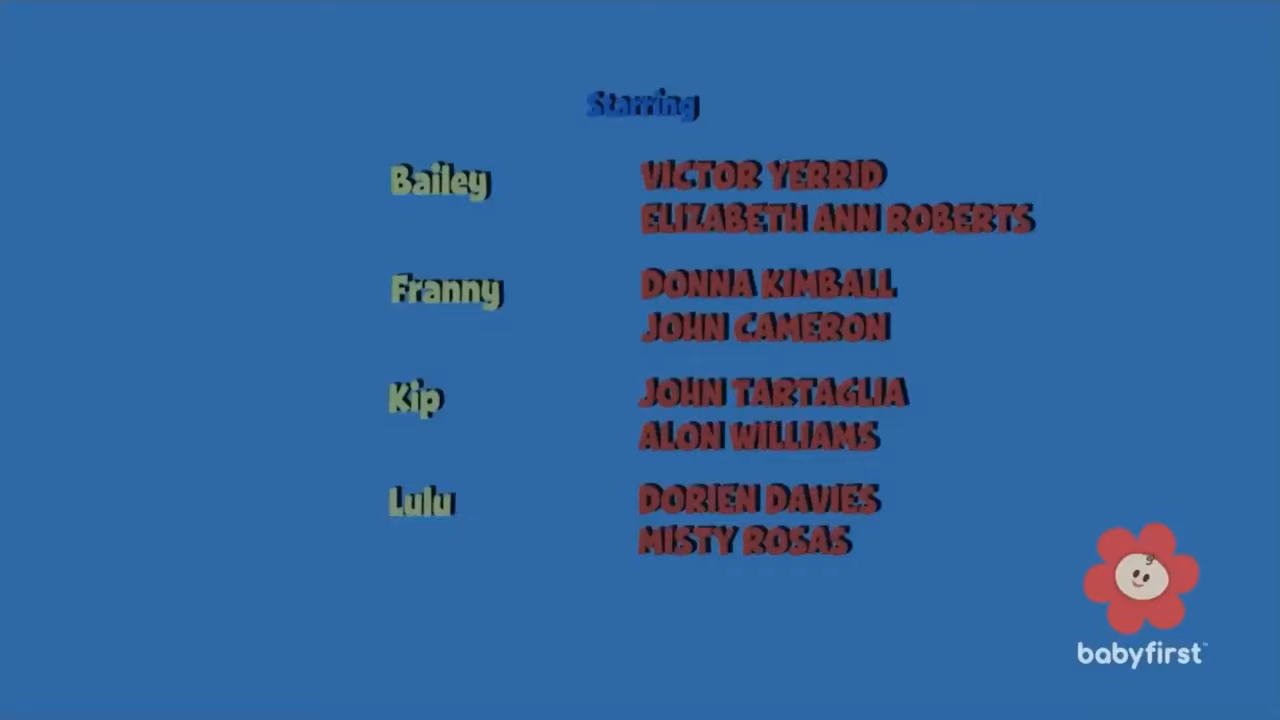 Starring
Bailey VICTOR YERRID
ELIZABETH ANN ROBERTS
Franny DONNA KIMBALL
JOHN CAMERON
Kip JOHN TARTAGLIA
ALON WILLIAMS
Lulu DORIEN DAVIES
MISTY ROSAS
babyfirst™